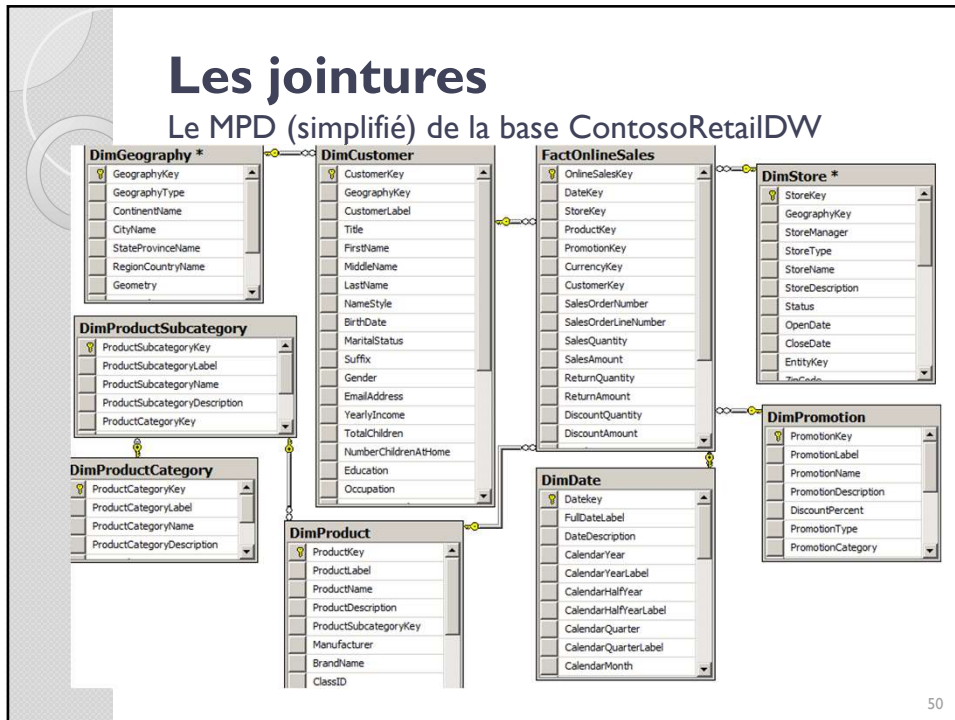 Les jointures
Le MPD (simplifié) de la base ContosoRetailDW
DimGeography *
GeographyKey
GeographyType
ContinentName
CityName
StateProvinceName
RegionCountryName
Geometry
DimCustomer
CustomerKey
GeographyKey
CustomerLabel
Title
FirstName
MiddleName
LastName
NameStyle
BirthDate
MaritalStatus
Suffix
Gender
EmailAddress
YearlyIncome
TotalChildren
NumberChildrenAtHome
Education
Occupation
FactOnlineSales
OnlineSalesKey
DateKey
StoreKey
ProductKey
PromotionKey
CurrencyKey
CustomerKey
SalesOrderNumber
SalesOrderLineNumber
SalesQuantity
SalesAmount
ReturnQuantity
ReturnAmount
DiscountQuantity
DiscountAmount
DimStore *
StoreKey
GeographyKey
StoreManager
StoreType
StoreName
StoreDescription
Status
OpenDate
CloseDate
EntityKey
ZipCode
DimProductSubcategory
ProductSubcategoryKey
ProductSubcategoryLabel
ProductSubcategoryName
ProductSubcategoryDescription
ProductCategoryKey
DimProductCategory
ProductCategoryKey
ProductCategoryLabel
ProductCategoryName
ProductCategoryDescription
DimProduct
ProductKey
ProductLabel
ProductName
ProductDescription
ProductSubcategoryKey
Manufacturer
BrandName
ClassID
DimDate
Datekey
FullDateLabel
DateDescription
CalendarYear
CalendarYearLabel
CalendarHalfYear
CalendarHalfYearLabel
CalendarQuarter
CalendarQuarterLabel
CalendarMonth
DimPromotion
PromotionKey
PromotionLabel
PromotionName
PromotionDescription
DiscountPercent
PromotionType
PromotionCategory
50